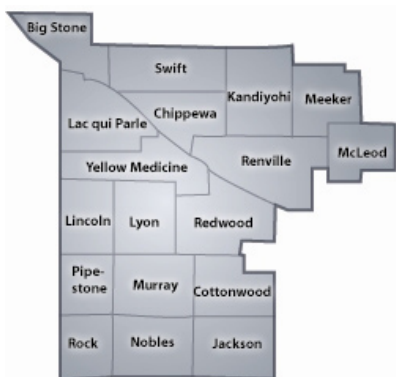 Big Stone
Swift
Kandiyohi
Meeker
Chippewa
Lac qui Parle
McLeod
Renville
Yellow Medicine
Lincoln
Lyon
Redwood
Pipe-
stone
Murray
Cottonwood
Rock
Nobles
Jackson